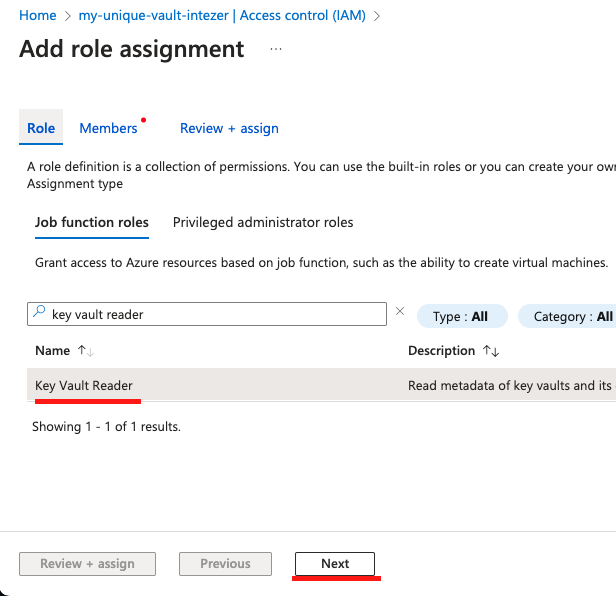 Home > my-unique-vault-intezer | Access control (IAM) >
Add role assignment ...
Role Members Review + assign
A role definition is a collection of permissions. You can use the built-in roles or you can create your own
Assignment type
Job function roles Privileged administrator roles
Grant access to Azure resources based on job function, such as the ability to create virtual machines.
key vault reader × Type : All Category : All
Name ↑↓ Description ↑↓
Key Vault Reader Read metadata of key vaults and its
Showing 1 - 1 of 1 results.
Review + assign Previous Next